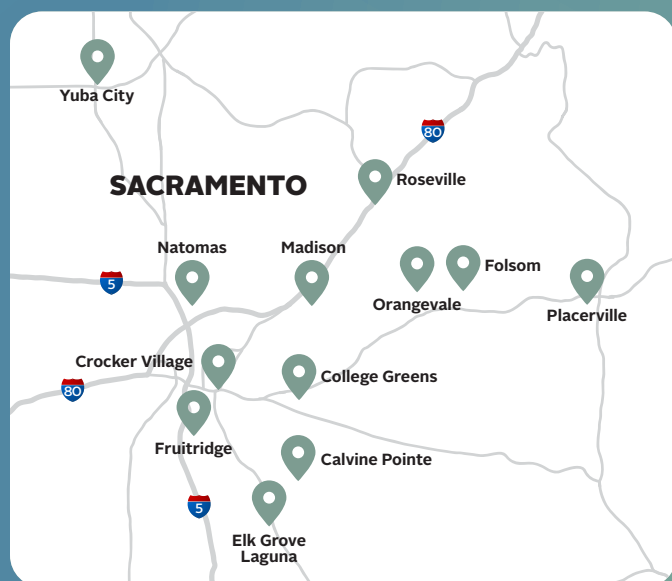 Yuba City
80
SACRAMENTO
Roseville
Natomas
Madison
5
Orangevale
Folsom
Placerville
Crocker Village
80
College Greens
Fruitridge
Calvine Pointe
5
Elk Grove
Laguna